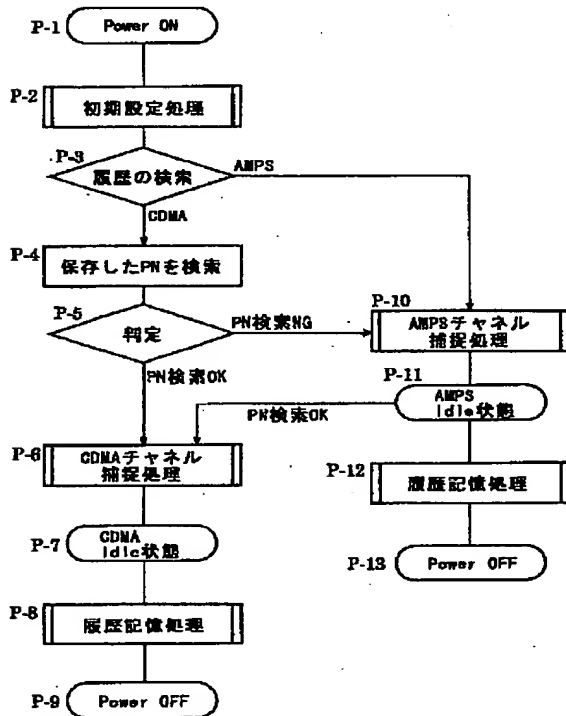 P-1
Power ON
P-2
初期設定処理
P-3
履歴の検索
AMPS
CDMA
P-4
保存したPNを検索
P-5
判定
PN検索NG
PN検索OK
P-10
AMPSチャネル
捕捉処理
P-11
AMPS
Idle状態
PN検索OK
P-6
CDMAチャネル
捕捉処理
P-12
履歴記憶処理
P-7
CDMA
Idle状態
P-13
Power OFF
P-8
履歴記憶処理
P-9
Power OFF